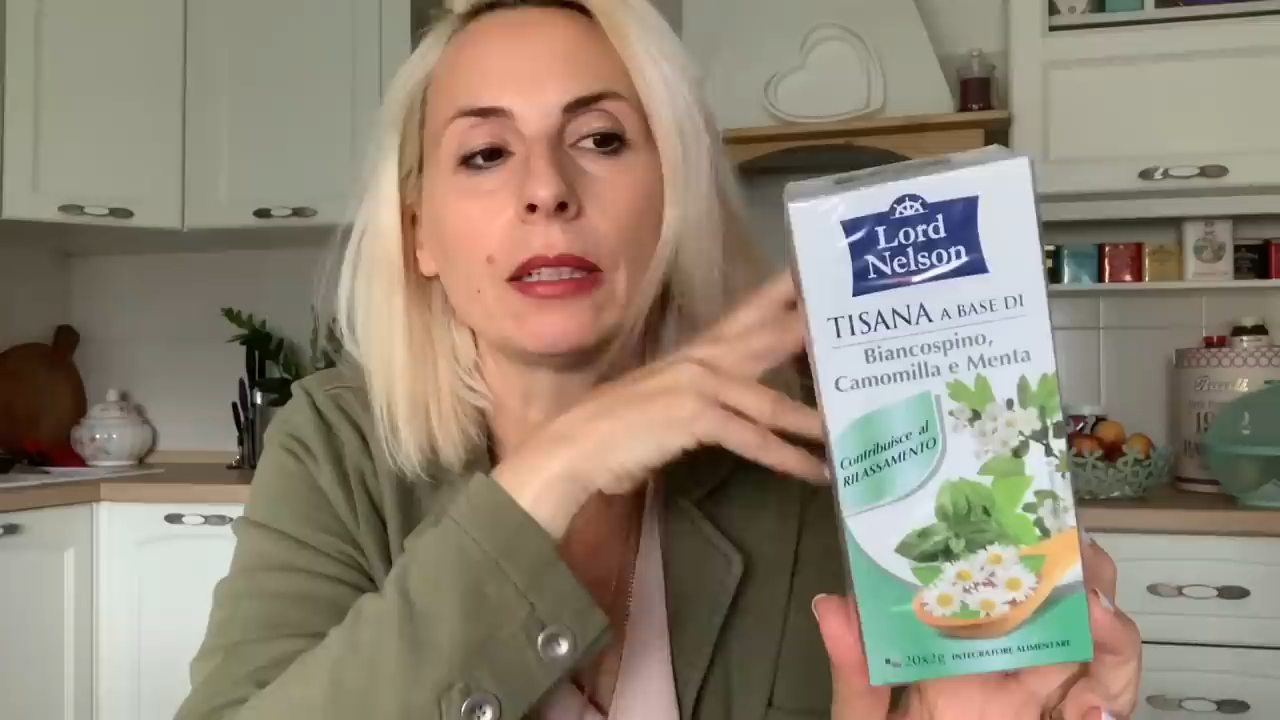 Lord
Nelson
TISANA A BASE DI
Biancospino,
Camomilla e Menta
Contribuisce al
RILASSAMENTO
20x2g INTEGRATORE ALIMENTARE